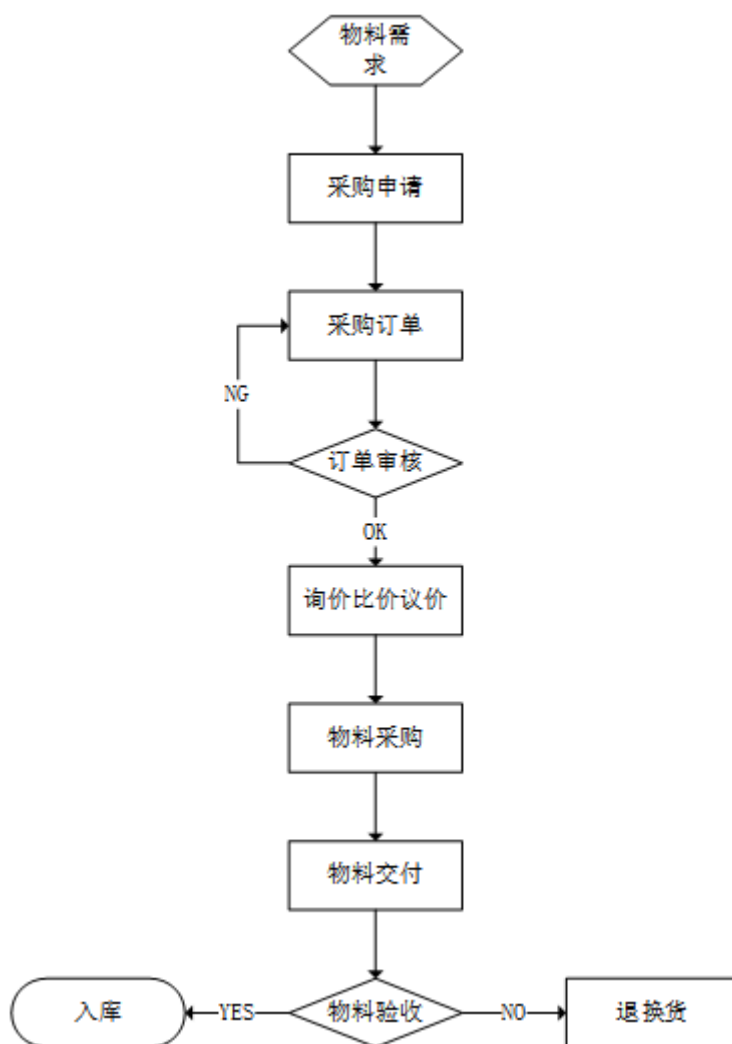 物料需
求
采购申请
采购订单
NG
订单审核
OK
询价比价议价
物料采购
物料交付
入库
YES
物料验收
NO
退换货